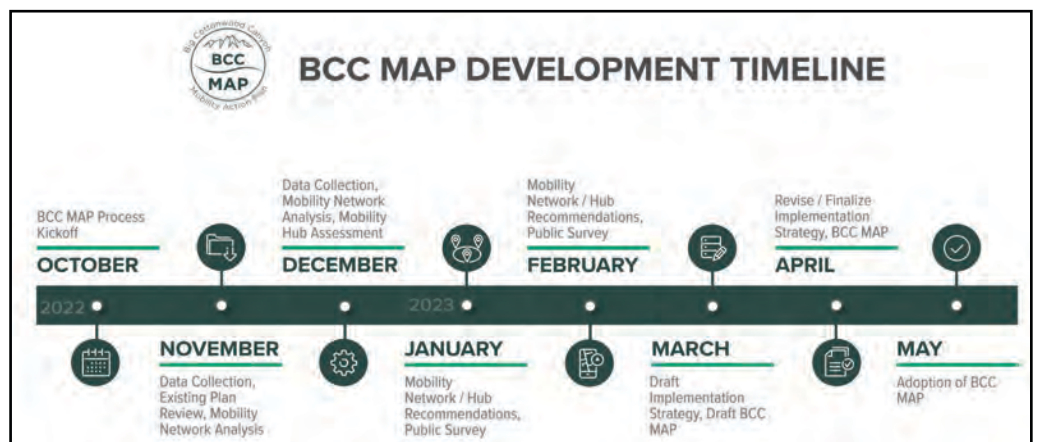 Big Cottonwood Canyon
BCC
MAP
Mobility Action Plan
BCC MAP DEVELOPMENT TIMELINE
BCC MAP Process
Kickoff
OCTOBER
Data Collection,
Mobility Network
Analysis, Mobility
Hub Assessment
DECEMBER
Mobility
Network / Hub
Recommendations,
Public Survey
FEBRUARY
Revise / Finalize
Implementation
Strategy, BCC MAP
APRIL
2022
2023
NOVEMBER
Data Collection,
Existing Plan
Review, Mobility
Network Analysis
JANUARY
Mobility
Network / Hub
Recommendations,
Public Survey
MARCH
Draft
Implementation
Strategy, Draft BCC
MAP
MAY
Adoption of BCC
MAP